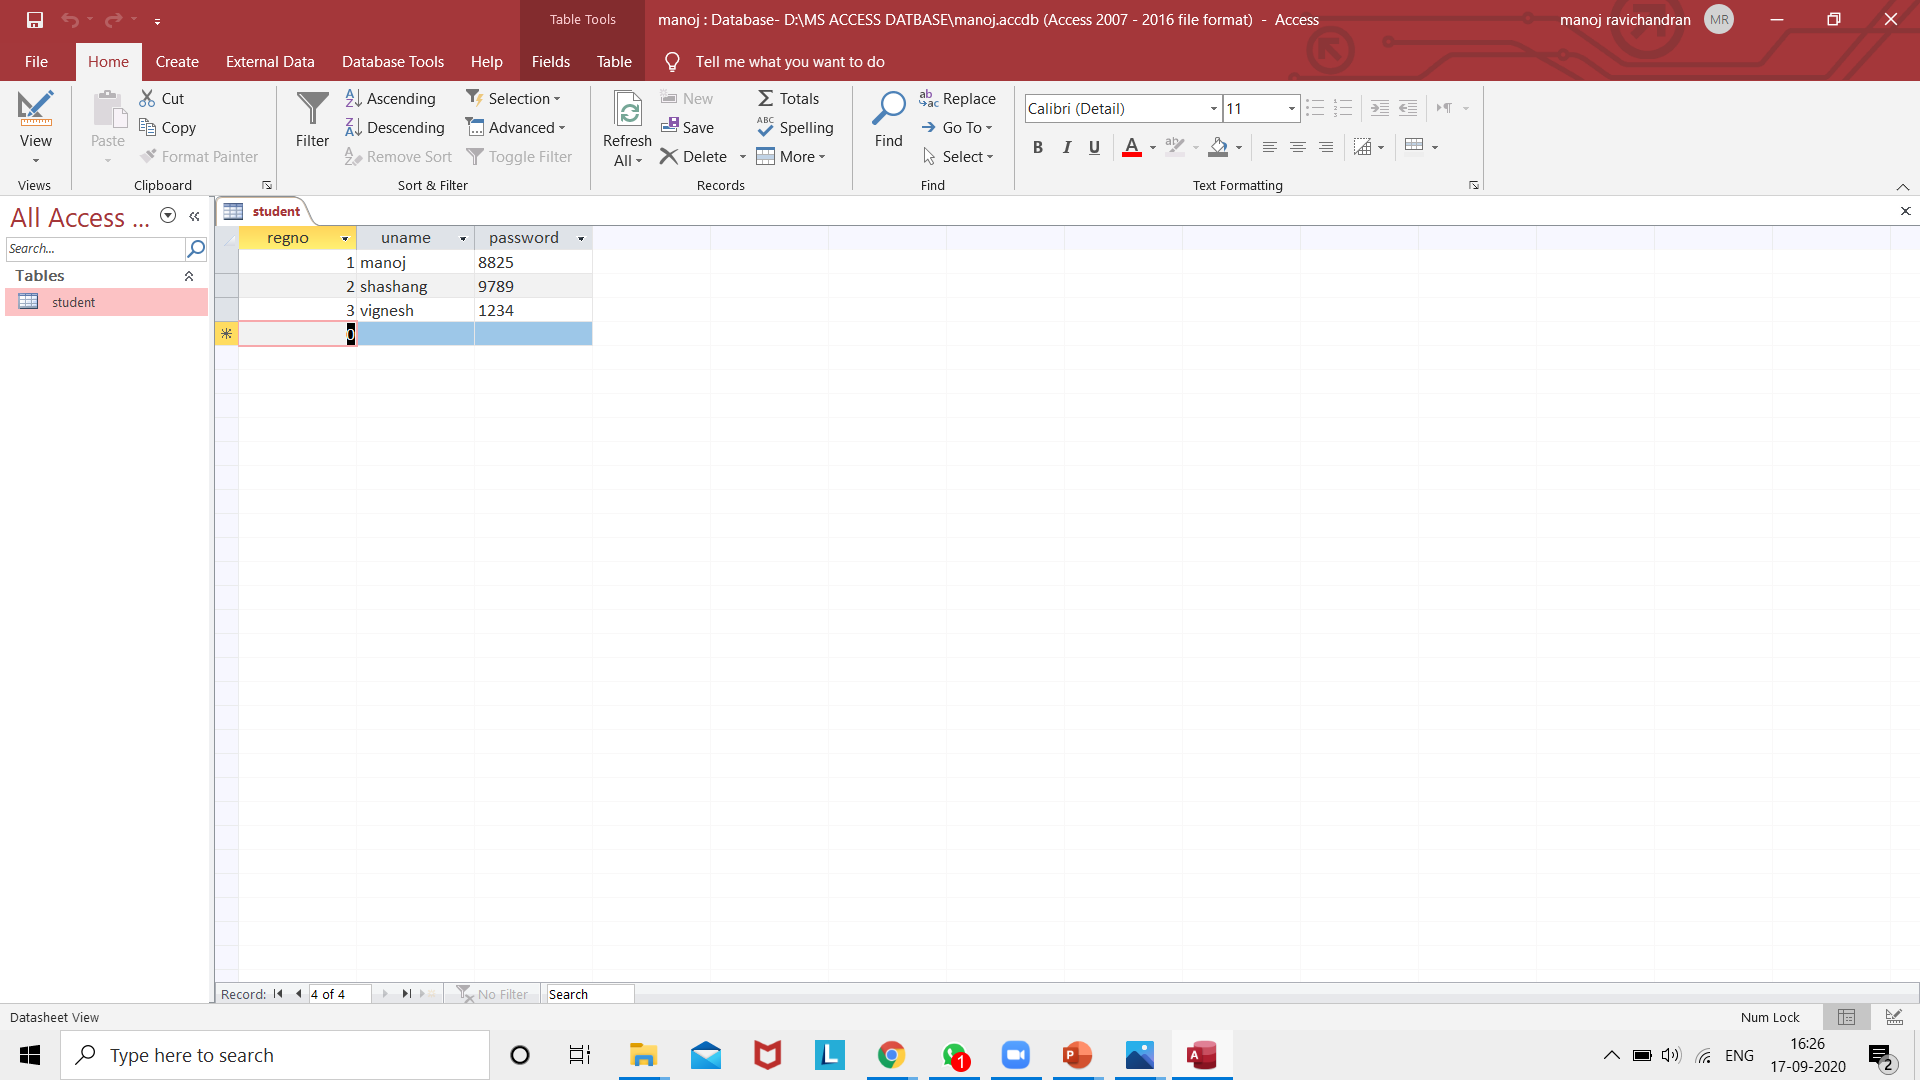 Table Tools
manoj : Database- D:\MS ACCESS DATBASE\manoj.accdb (Access 2007 - 2016 file format) - Access
manoj ravichandran MR
File Home Create External Data Database Tools Help Fields Table Tell me what you want to do
View
Views
Paste
Cut
Copy
Format Painter
Clipboard
Filter
Ascending
Descending
Remove Sort
Selection
Advanced
Toggle Filter
Sort & Filter
Refresh
All
New
Save
Delete
Totals
Spelling
More
Records
Find
Replace
Go To
Select
Find
Calibri (Detail) 11
B I U A
Text Formatting
All Access ...
Search...
Tables
student
student
regno uname password
1 manoj 8825
2 shashang 9789
3 vignesh 1234
0
Record: 4 of 4 No Filter Search
Datasheet View
Num Lock
Type here to search
L
1
P
A
ENG
16:26
17-09-2020
2